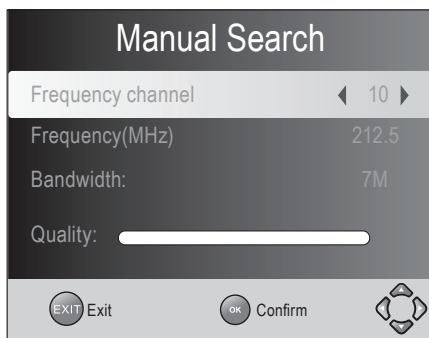 Manual Search
Frequency channel 10
Frequency(MHz) 212.5
Bandwidth: 7M
Quality:
EXIT Exit OK Confirm